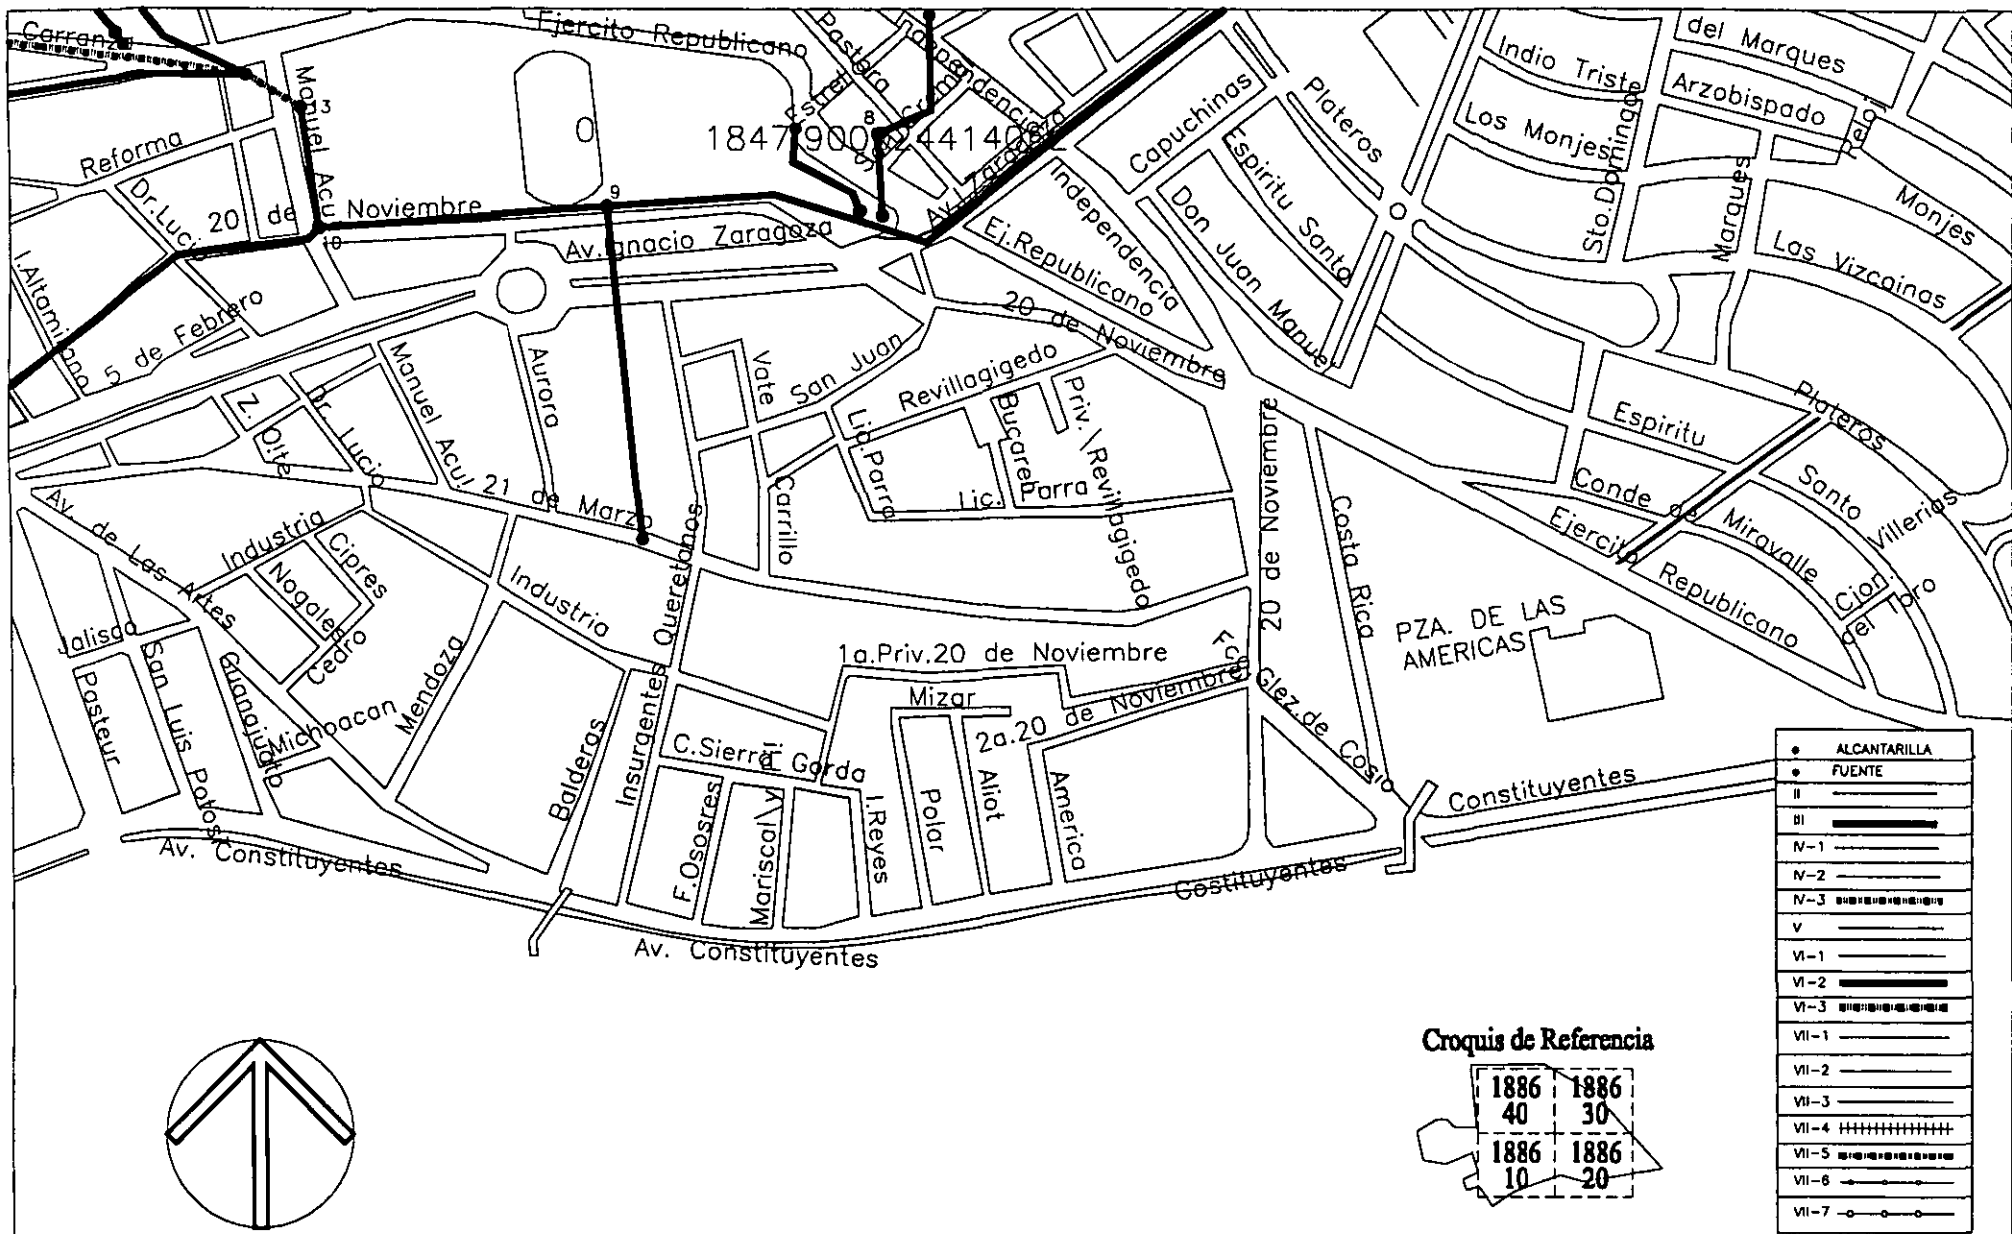 Carranza
Ejercito Republicano
Pastora
Independencia
del Marques
Indio Triste
Arzobispado
Manuel Acu
13
Reforma
Estrel
8
O
Capuchinas
Plateros
Los Monjes
Sto.Domingo
Marques
Monjes
Dr.Lucio
20 de Noviembre
9
10
Av. Zaragoza
Av.Ignacio Zaragoza
Independencia
Ej.Republicano
Espiritu Santo
Don Juan Manuel
Las Vizcainas
I.Altamirano
5 de Febrero
20 de Noviembre
Manuel Acu
Aurora
Vate
San Juan
Revillagigedo
Plateros
Z.
Dr. Lucio
Lic.Parra
Bucareli
Priv. Revillagigedo
Espiritu
Santo
21 de Marzo
Carrillo
Lic. Parra
20 de Noviembre
Costa Rica
Conde de
Miravalle
Villerias
Ejercito
Republicano
Av. de Las Artes
Industria
Cipres
Nogales
Cedro
Industria
Queretanos
Cjon.
del Toro
Jalisco
Pasteur
San Luis Potosi
Guanajuato
Michoacan
Mendoza
1a.Priv.20 de Noviembre
Mizar
2a.20 de Noviembre
Fco. Glez.de Cosio
PZA. DE LAS
AMERICAS
Balderas
Insurgentes
C.Sierra Gorda
F.Ososres
Mariscal
I.Reyes
Polar
Aliot
America
Constituyentes
Av. Constituyentes
Costituyentes
Av. Constituyentes
ALCANTARILLA
FUENTE
II
III
IV-1
IV-2
IV-3
V
VI-1
VI-2
VI-3
VII-1
VII-2
VII-3
VII-4
VII-5
VII-6
VII-7
Croquis de Referencia
1886 1886
40 30
1886 1886
10 20